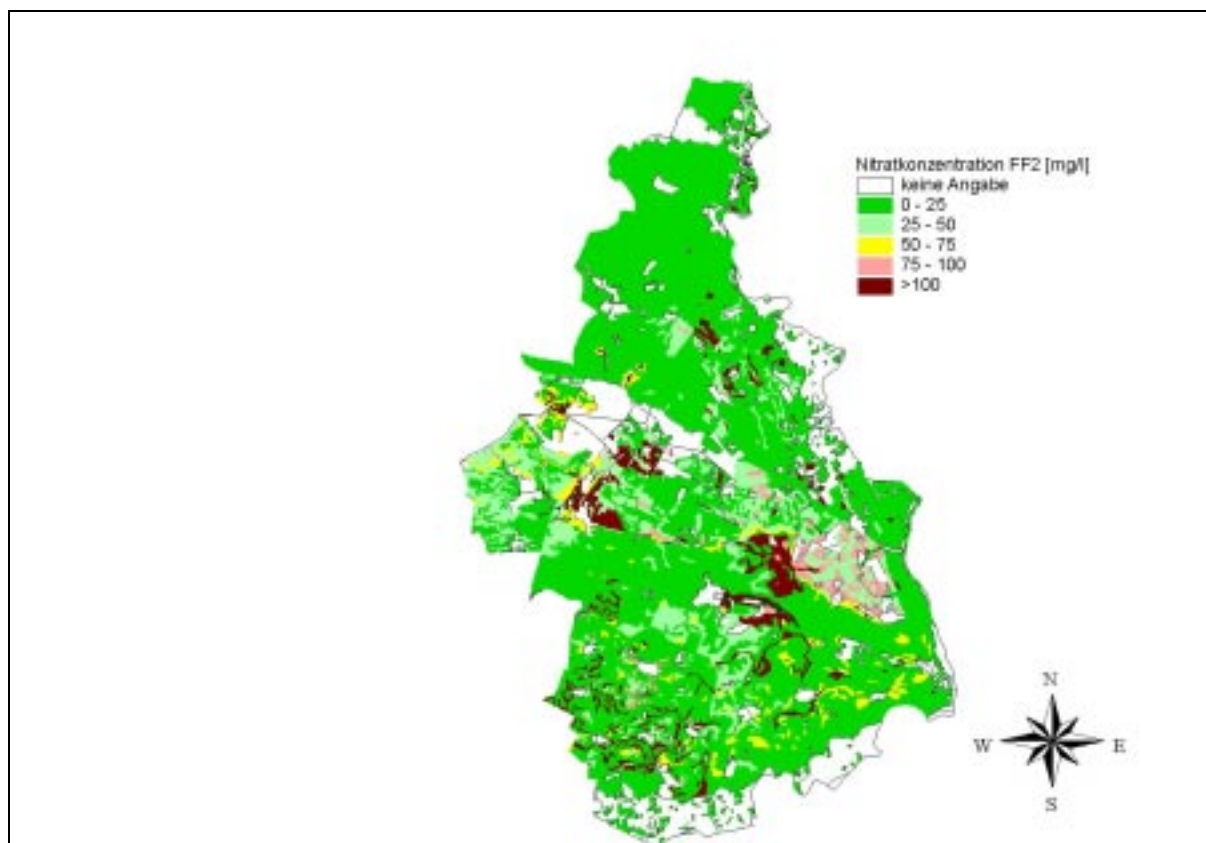 Nitratkonzentration FF2 [mg/l]
keine Angabe
0 - 25
25 - 50
50 - 75
75 - 100
>100
N
W E
S